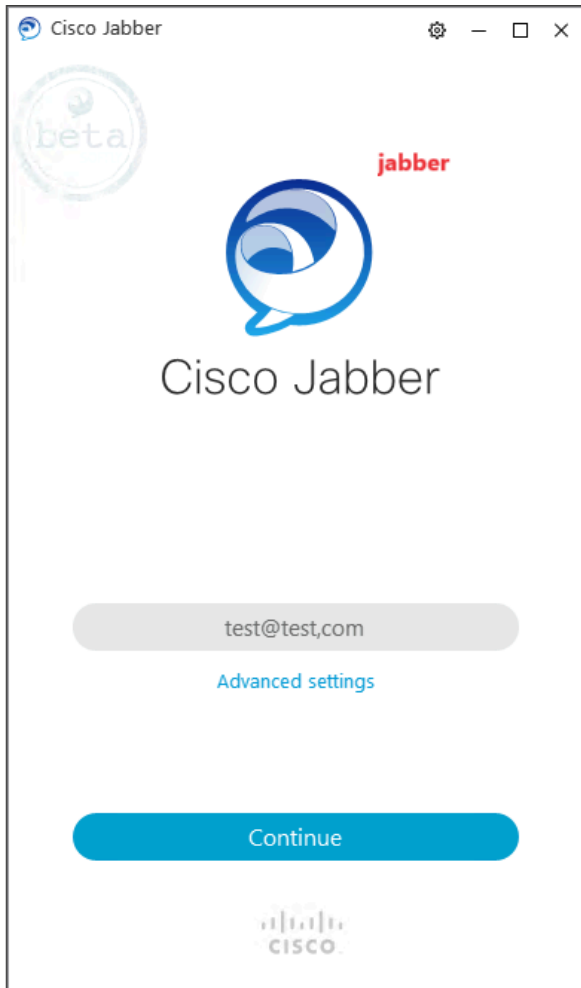 Cisco Jabber
beta
jabber
Cisco Jabber
test@test,com
Advanced settings
Continue
CISCO